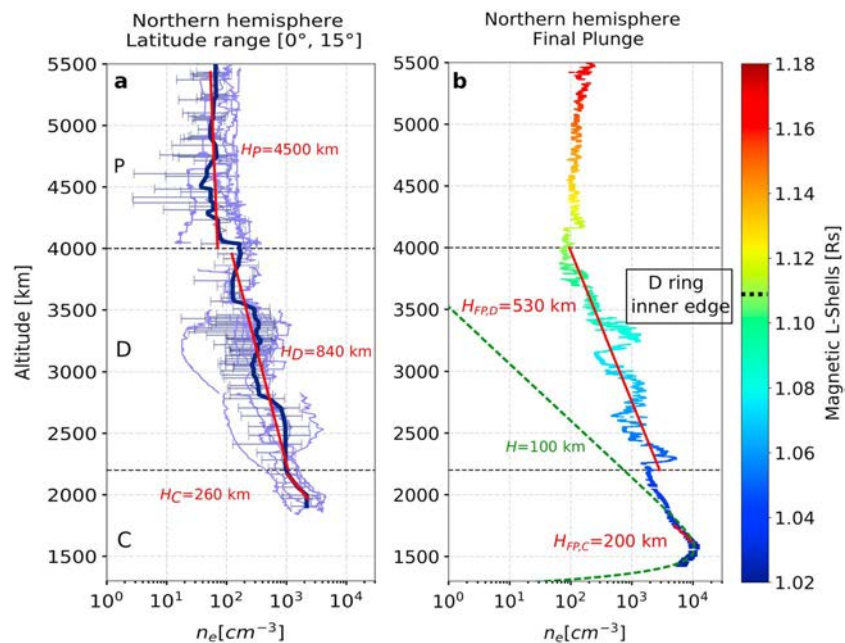 Northern hemisphere
Latitude range [0°, 15°]
Northern hemisphere
Final Plunge
a
b
5500
5000
4500
4000
3500
3000
2500
2000
1500
Altitude [km]
P
D
C
H_P=4500 km
H_D=840 km
H_C=260 km
10^0 10^1 10^2 10^3 10^4
n_e[cm^-3]
5500
5000
4500
4000
3500
3000
2500
2000
1500
H_FP,D=530 km
H=100 km
H_FP,C=200 km
D ring
inner edge
10^0 10^1 10^2 10^3 10^4
n_e[cm^-3]
1.18
1.16
1.14
1.12
1.10
1.08
1.06
1.04
1.02
Magnetic L-Shells [Rs]